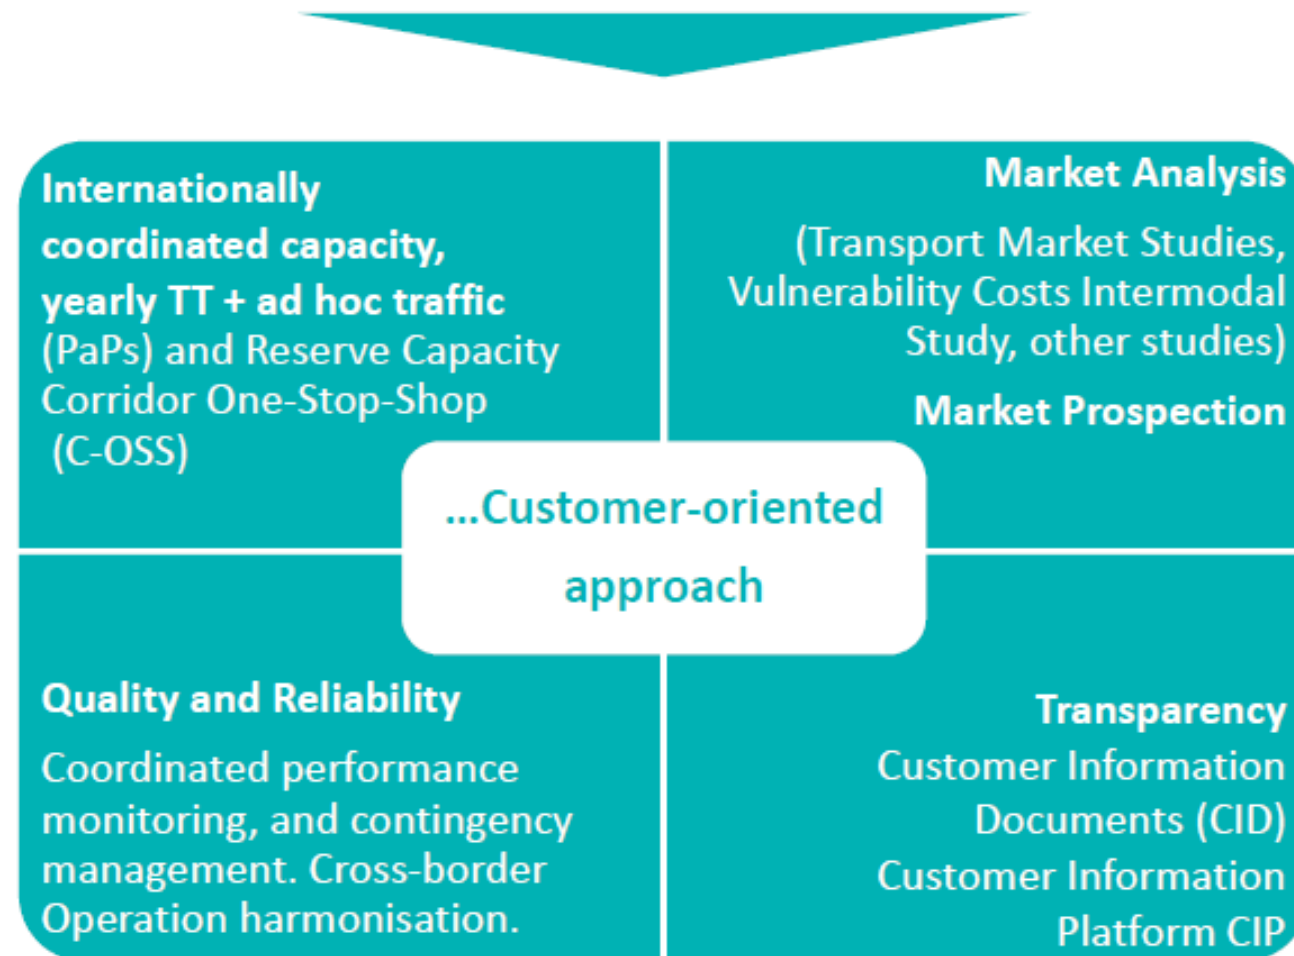 Internationally
coordinated capacity,
yearly TT + ad hoc traffic
(PaPs) and Reserve Capacity
Corridor One-Stop-Shop
(C-OSS)
Market Analysis
(Transport Market Studies,
Vulnerability Costs Intermodal
Study, other studies)
Market Prospection
...Customer-oriented
approach
Quality and Reliability
Coordinated performance
monitoring, and contingency
management. Cross-border
Operation harmonisation.
Transparency
Customer Information
Documents (CID)
Customer Information
Platform CIP